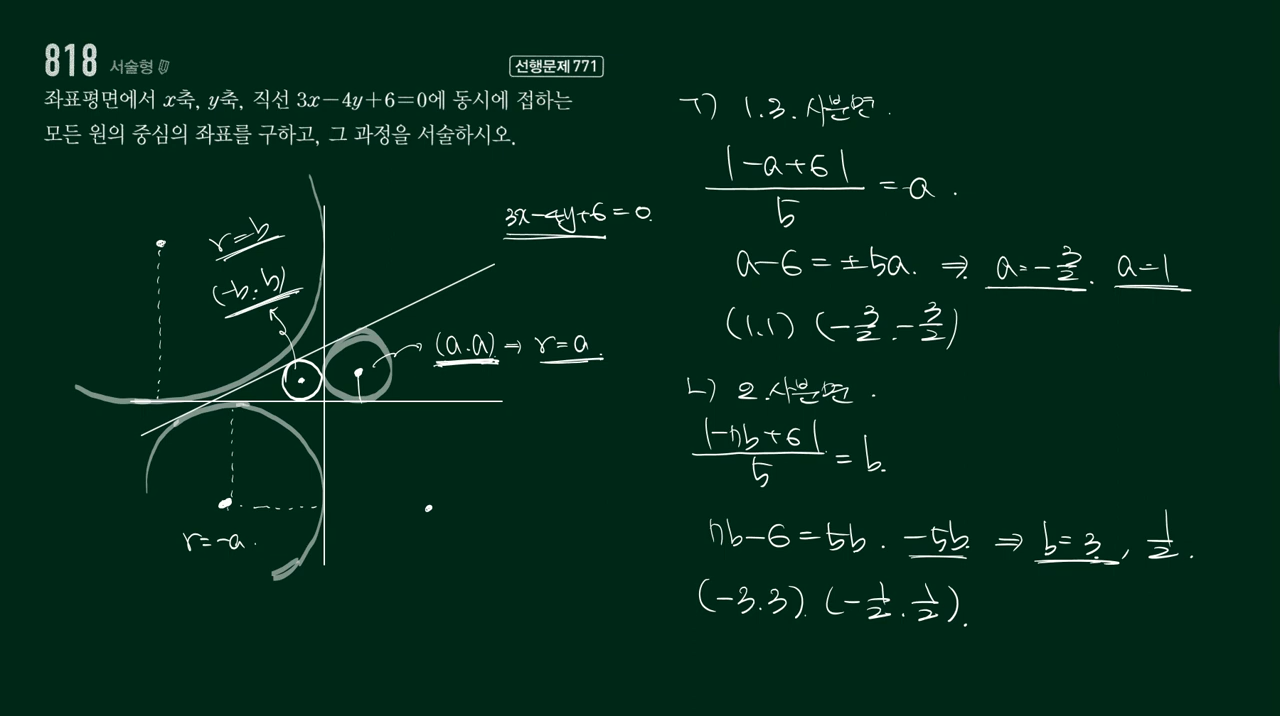 818 서술형
선행문제 771
좌표평면에서 x축, y축, 직선 3x-4y+6=0에 동시에 접하는
모든 원의 중심의 좌표를 구하고, 그 과정을 서술하시오.
3x-4y+6=0.
r=b
(-b.b)
(a.a) ⇒ r=a.
r=-a.
ㄱ) 1.3.사분면.
|-a+6|/5 = a.
a-6=±5a. ⇒ a=-3/2. a=1
(1.1) (-3/2.-3/2)
ㄴ) 2.사분면.
|-7b+6|/5 = b.
7b-6=5b. -5b. ⇒ b=3, 1/2.
(-3.3) (-1/2.1/2).